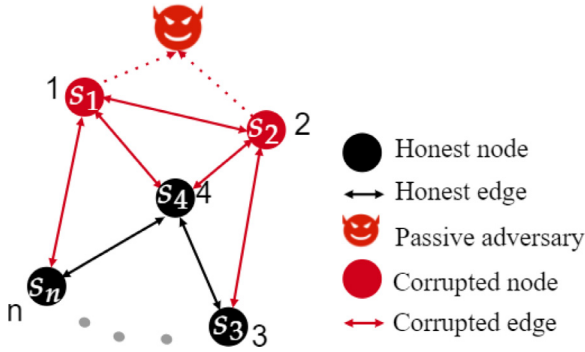 1
s1
s2
2
s4
4
n
sn
s3
3
Honest node
Honest edge
Passive adversary
Corrupted node
Corrupted edge